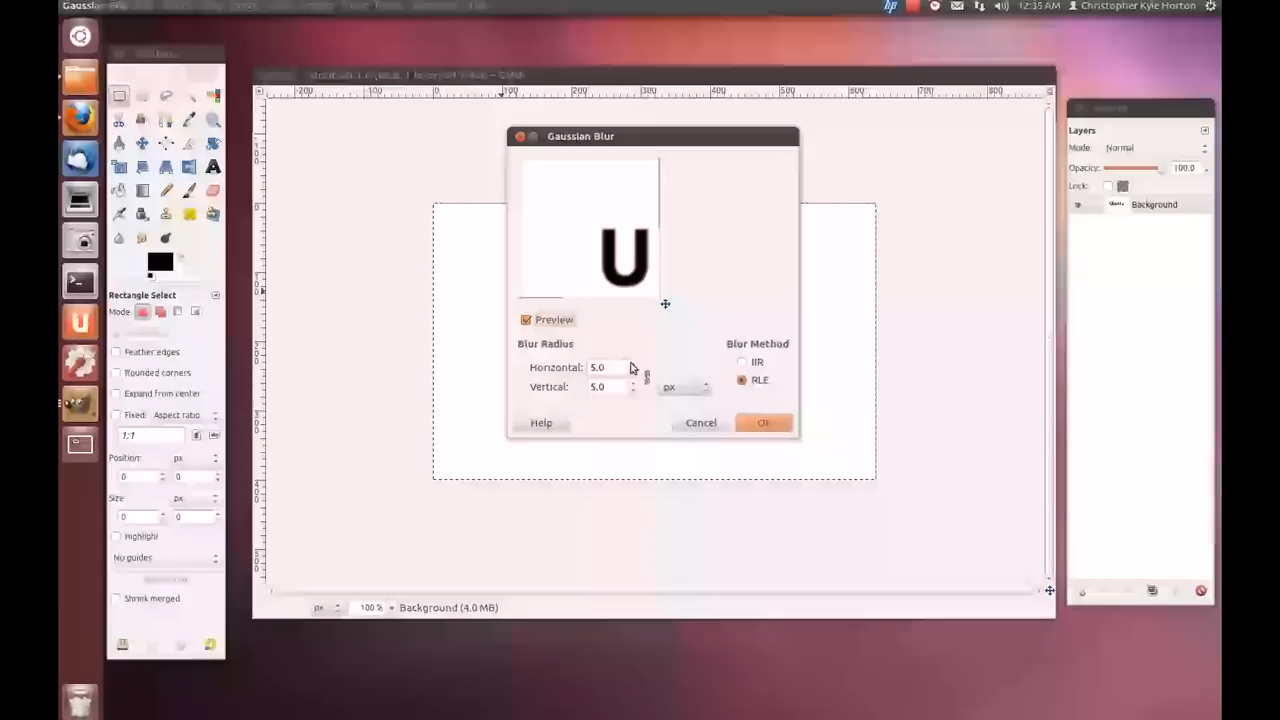 Gaussian
12:35 AM Christopher Kyle Horton
-200 -100 0 100 200 300 400 500 600 800
Gaussian Blur
U
Preview
Blur Radius
Horizontal: 5.0
Vertical: 5.0
px
Blur Method
IIR
RLE
Help
Cancel
Layers
Mode: Normal
Opacity: 100.0
Lock:
Background
Rectangle Select
Mode:
Feather edges
Rounded corners
Expand from center
Fixed: Aspect ratio
1:1
Position: px
0 0
Size px
0 0
Highlight
No guides
Shrink merged
px 100 % Background (4.0 MB)